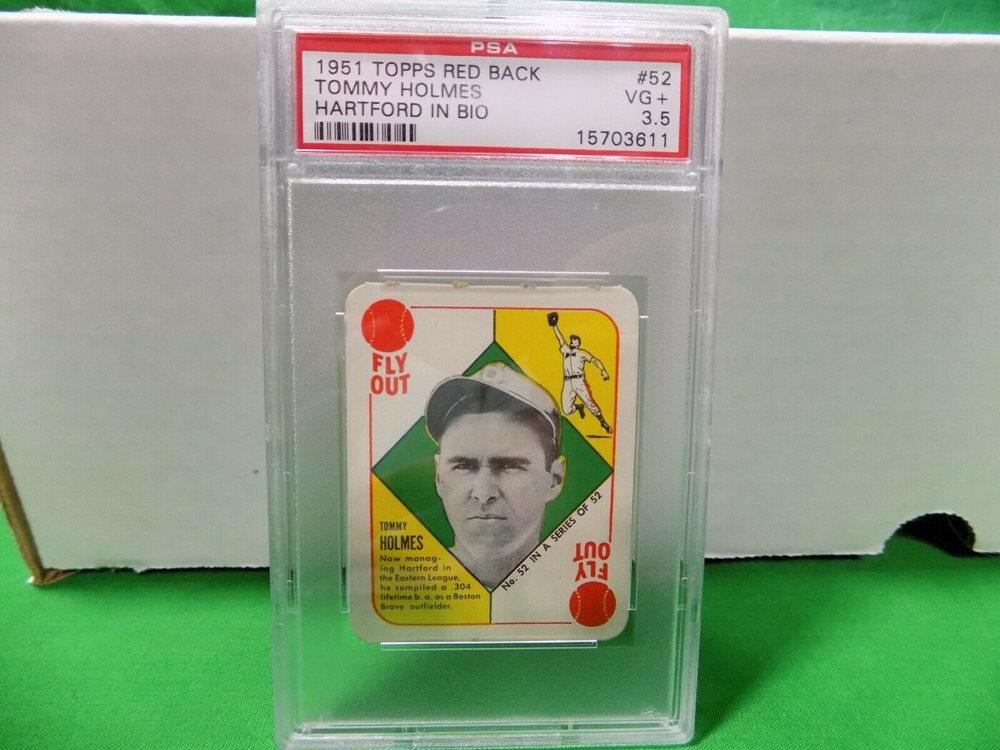 PSA
1951 TOPPS RED BACK #52
TOMMY HOLMES VG+
HARTFORD IN BIO 3.5
15703611
FLY
OUT
TOMMY
HOLMES
Now manag-
ing Hartford in
the Eastern League,
he compiled a .304
lifetime b. a. as a Boston
Brave outfielder.
No. 52 IN A SERIES OF 52
FLY
OUT